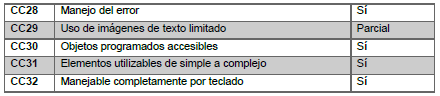 CC28 Manejo del error Sí
CC29 Uso de imágenes de texto limitado Parcial
CC30 Objetos programados accesibles Sí
CC31 Elementos utilizables de simple a complejo Sí
CC32 Manejable completamente por teclado Sí